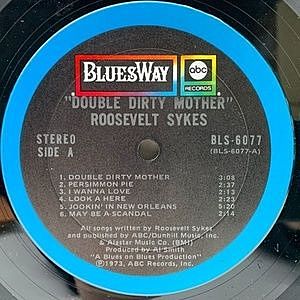 BLUESWAY
abc
RECORDS
"DOUBLE DIRTY MOTHER"
ROOSEVELT SYKES
STEREO
SIDE A
BLS-6077
(BLS-6077-A)
1. DOUBLE DIRTY MOTHER 3:08
2. PERSIMMON PIE 2:37
3. I WANNA LOVE 2:13
4. LOOK A HERE 2:23
5. JOOKIN' IN NEW ORLEANS 2:20
6. MAY BE A SCANDAL 2:14
All songs written by Roosevelt Sykes
and published by ABC/Dunhill Music, Inc.
& Alstar Music Co. (BMI)
Produced by Al Smith
"A Blues on Blues Production"
Ⓟ1973, ABC Records, Inc.